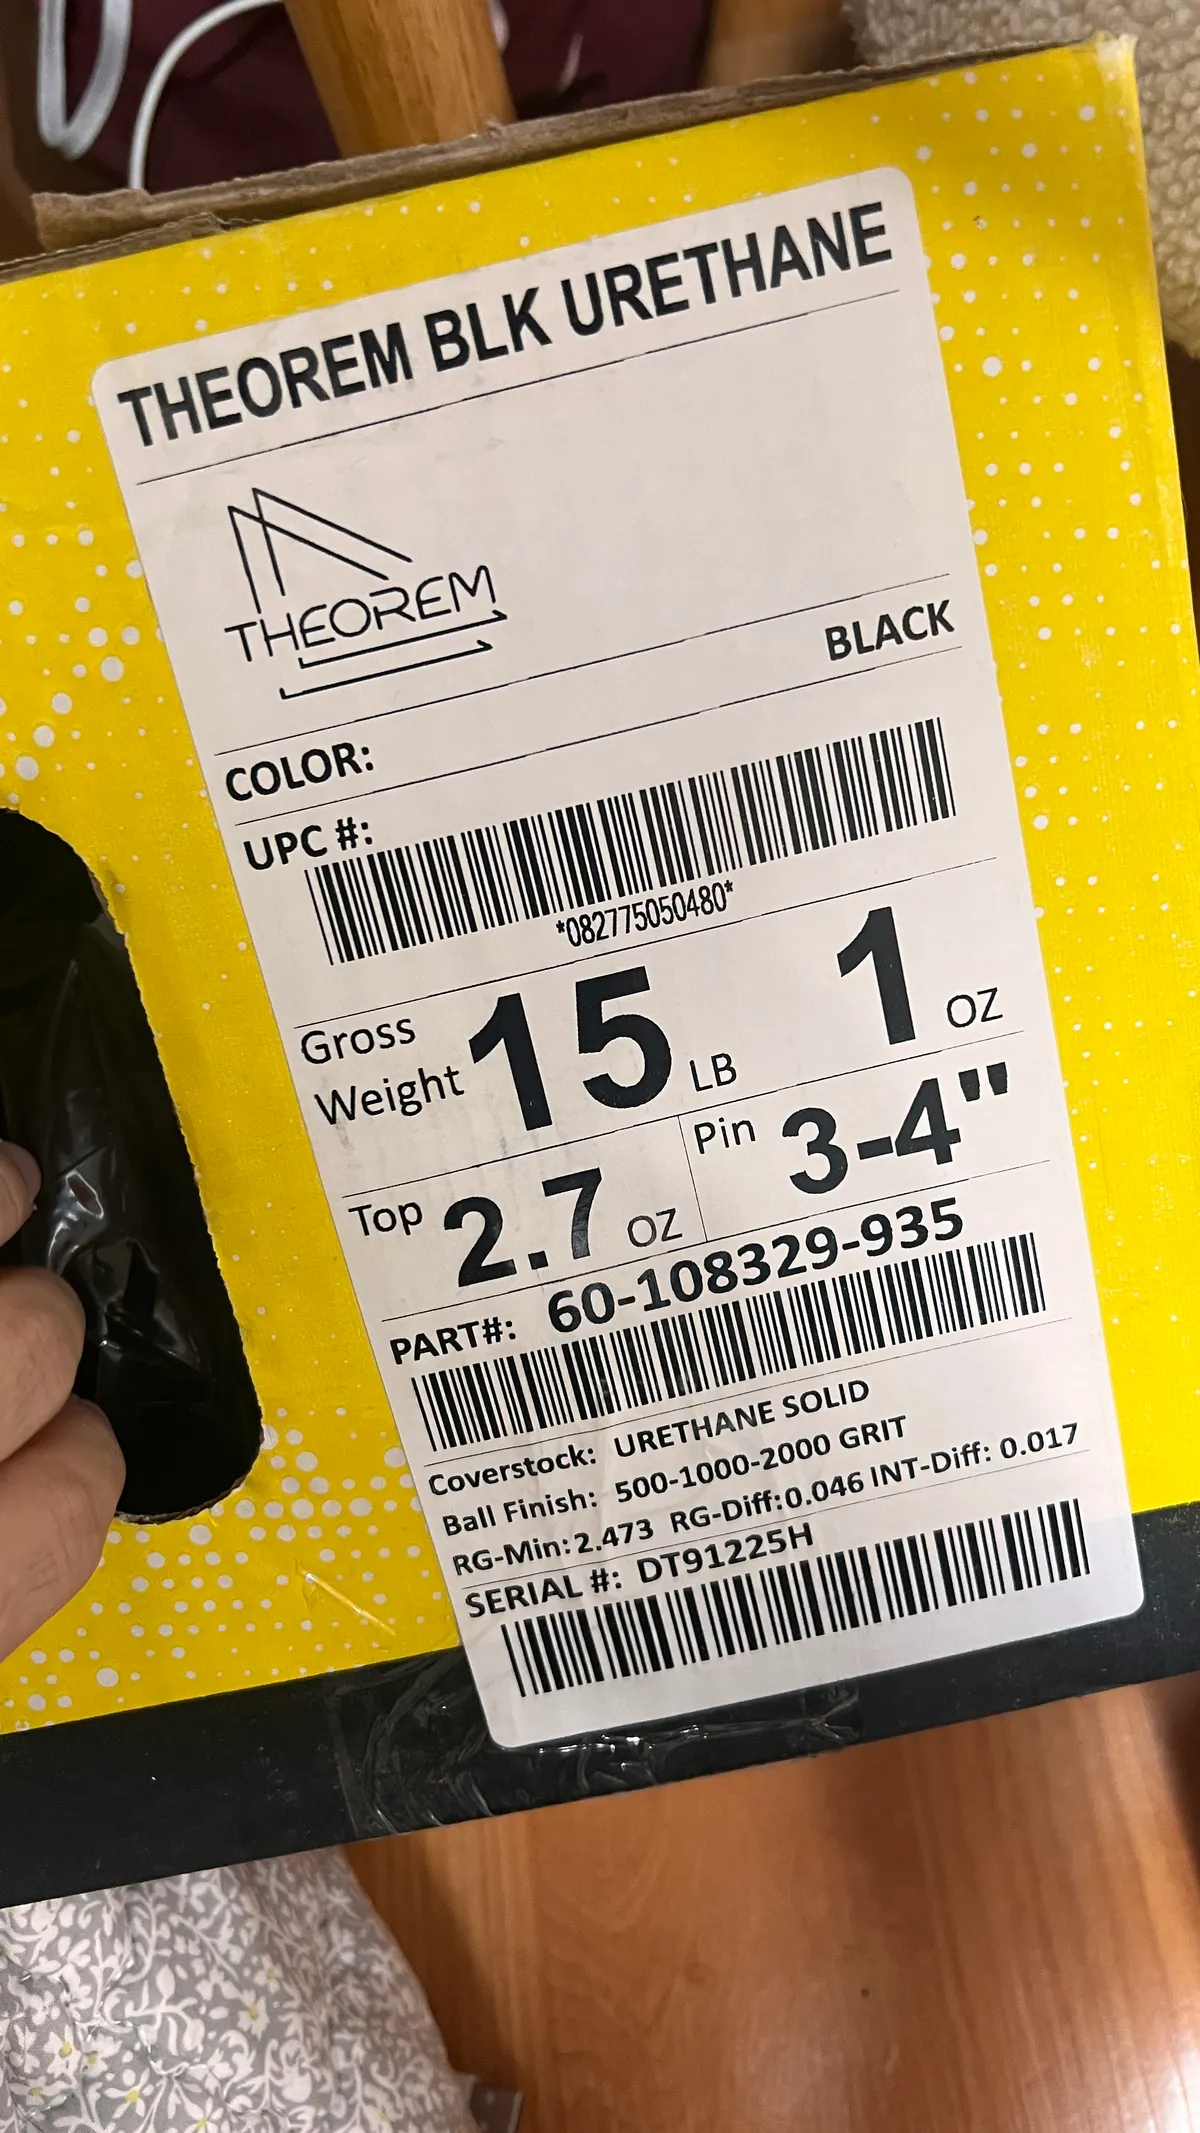 THEOREM BLK URETHANE
THEOREM
COLOR: BLACK
UPC #:
*082775050480*
Gross Weight 15 LB 1 OZ
Top 2.7 OZ Pin 3-4"
PART#: 60-108329-935
Coverstock: URETHANE SOLID
Ball Finish: 500-1000-2000 GRIT
RG-Min:2.473 RG-Diff:0.046 INT-Diff: 0.017
SERIAL #: DT91225H